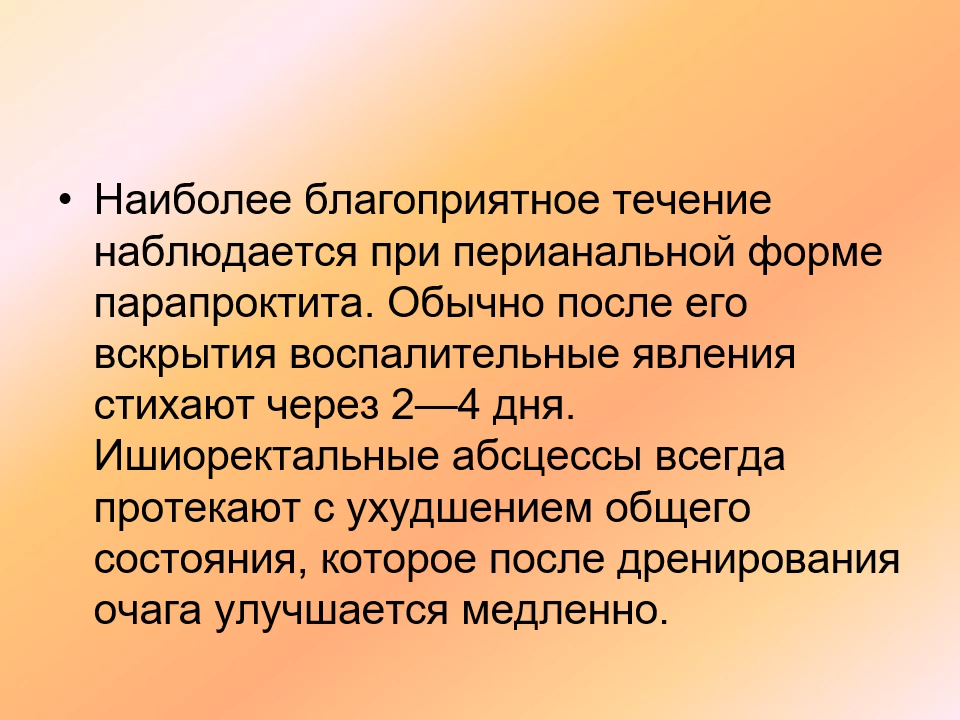 • Наиболее благоприятное течение
наблюдается при перианальной форме
парапроктита. Обычно после его
вскрытия воспалительные явления
стихают через 2—4 дня.
Ишиоректальные абсцессы всегда
протекают с ухудшением общего
состояния, которое после дренирования
очага улучшается медленно.